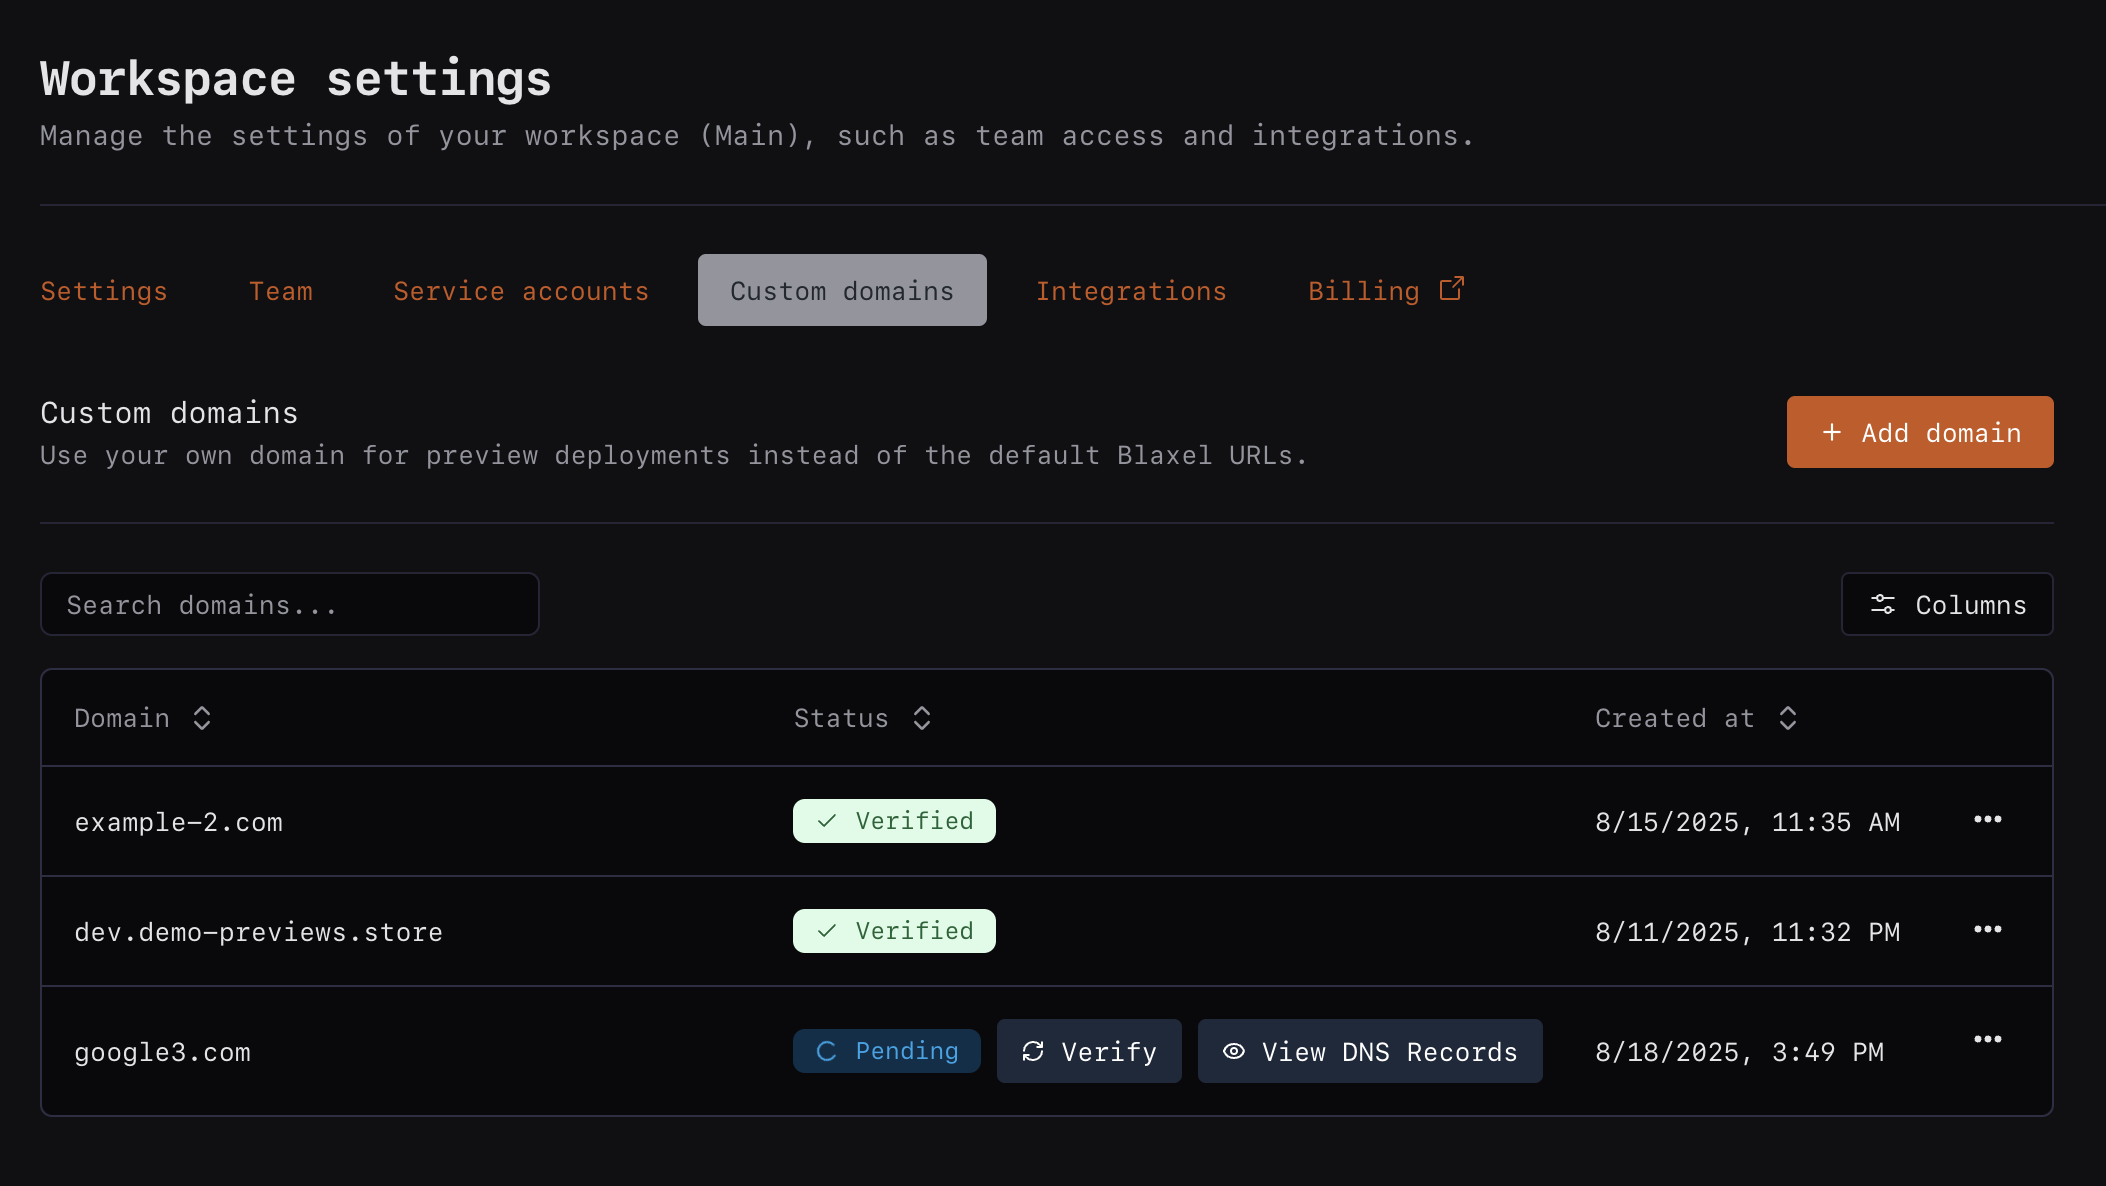 Workspace settings
Manage the settings of your workspace (Main), such as team access and integrations.
Settings Team Service accounts Custom domains Integrations Billing
Custom domains
Use your own domain for preview deployments instead of the default Blaxel URLs.
+ Add domain
Search domains...
Columns
Domain Status Created at
example-2.com Verified 8/15/2025, 11:35 AM
dev.demo-previews.store Verified 8/11/2025, 11:32 PM
google3.com Pending Verify View DNS Records 8/18/2025, 3:49 PM